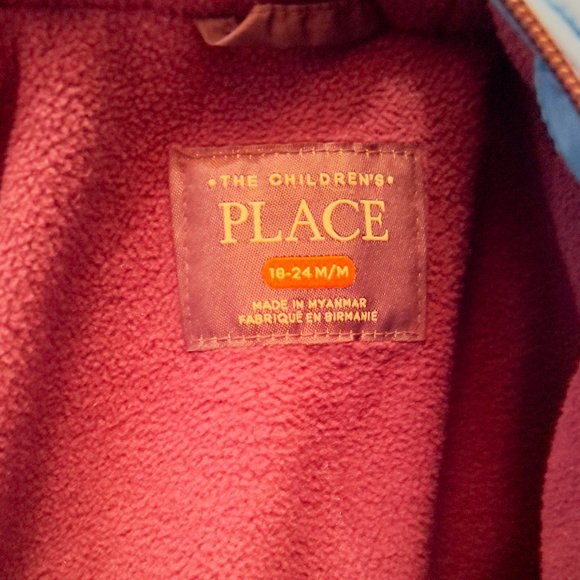 • THE CHILDREN'S •
PLACE
18-24 M/M
MADE IN MYANMAR
FABRIQUÉ EN BIRMANIE